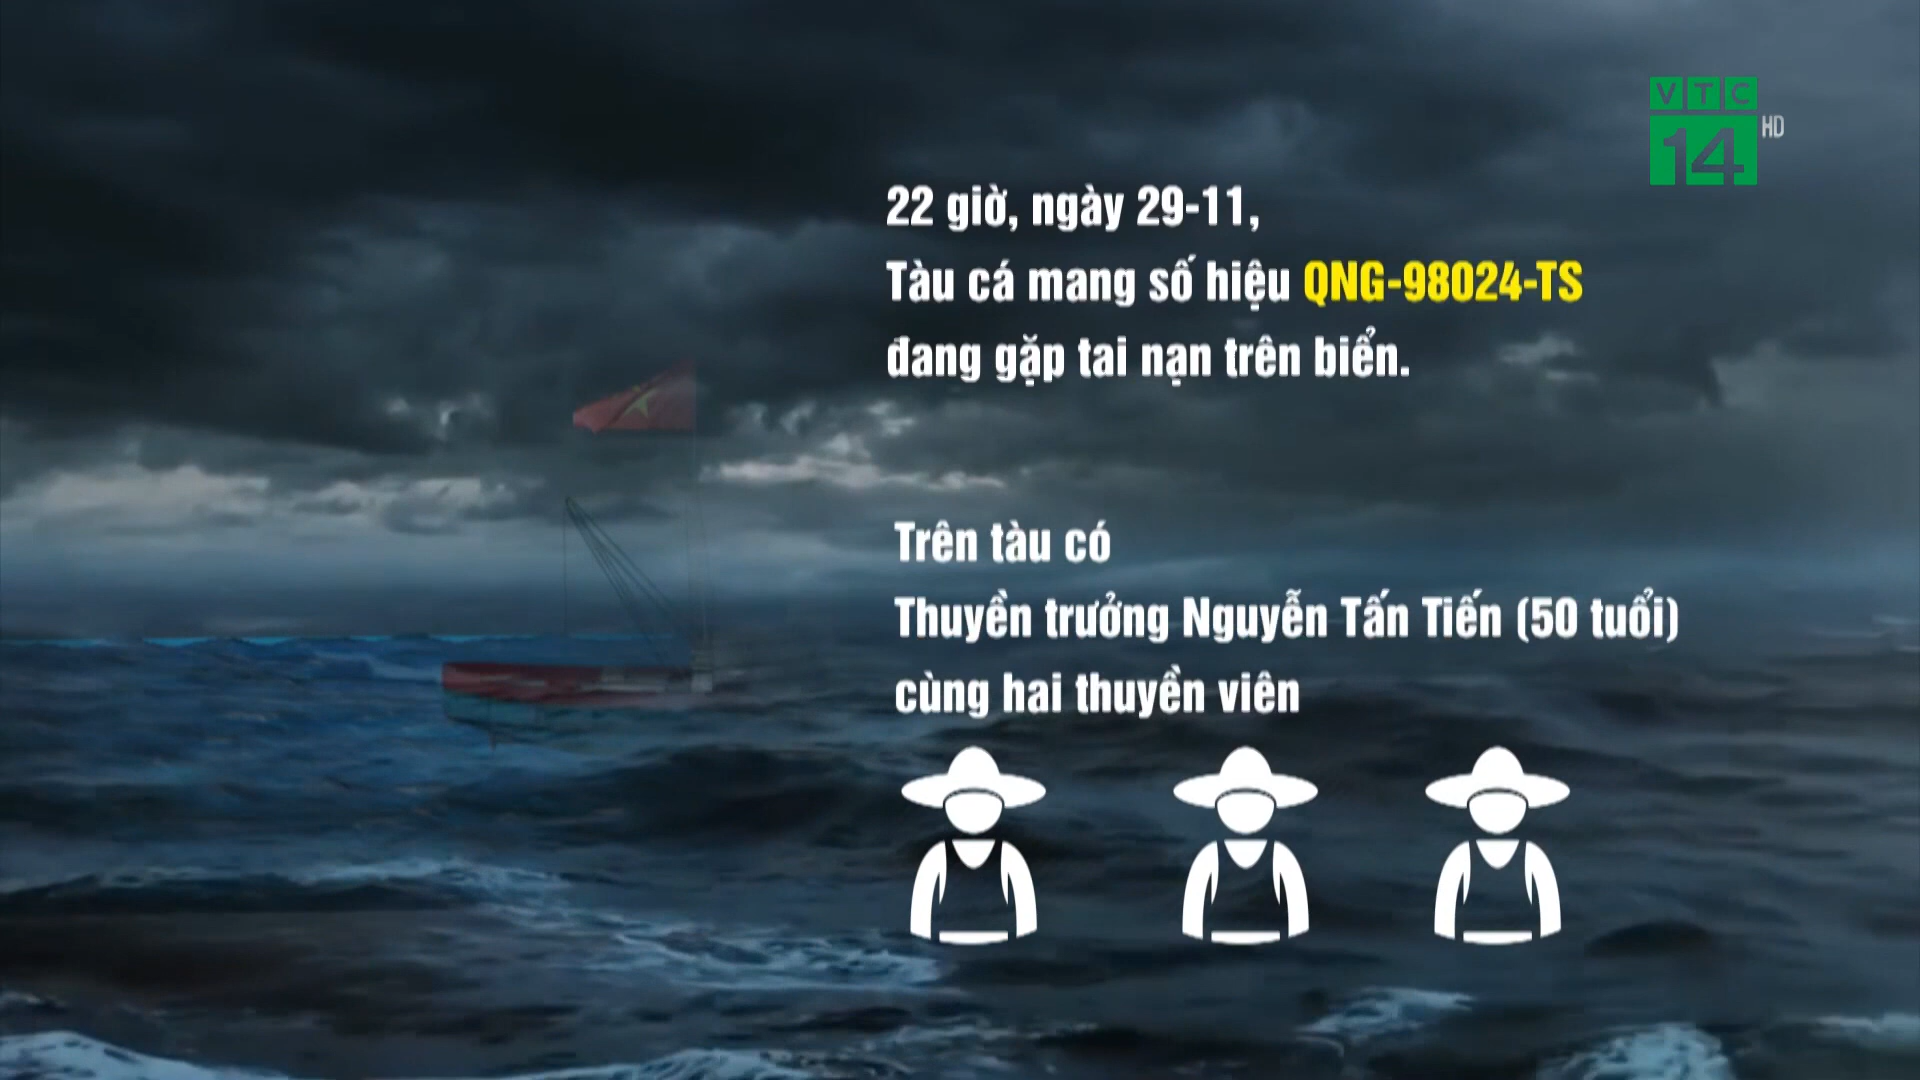 VTC
14 HD
22 giờ, ngày 29-11,
Tàu cá mang số hiệu QNG-98024-TS
đang gặp tai nạn trên biển.
Trên tàu có
Thuyền trưởng Nguyễn Tấn Tiến (50 tuổi)
cùng hai thuyền viên